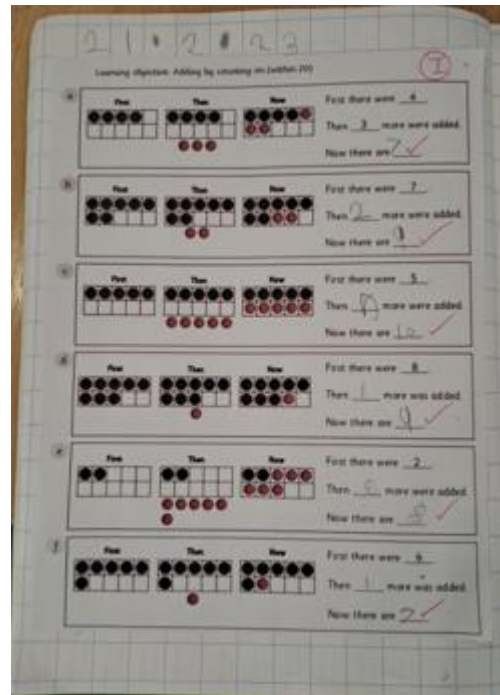 21.2.23
Learning objective: Adding by counting on (within 20)
I
a
First Then Now
First there were 4
Then 3 more were added.
Now there are 7
b
First Then Now
First there were 7
Then 2 more were added.
Now there are 9
c
First Then Now
First there were 5
Then more were added.
Now there are 10
d
First Then Now
First there were 8
Then 1 more was added.
Now there are 9
e
First Then Now
First there were 2
Then 6 more were added.
Now there are 8
f
First Then Now
First there were 6
Then 1 more was added.
Now there are 7